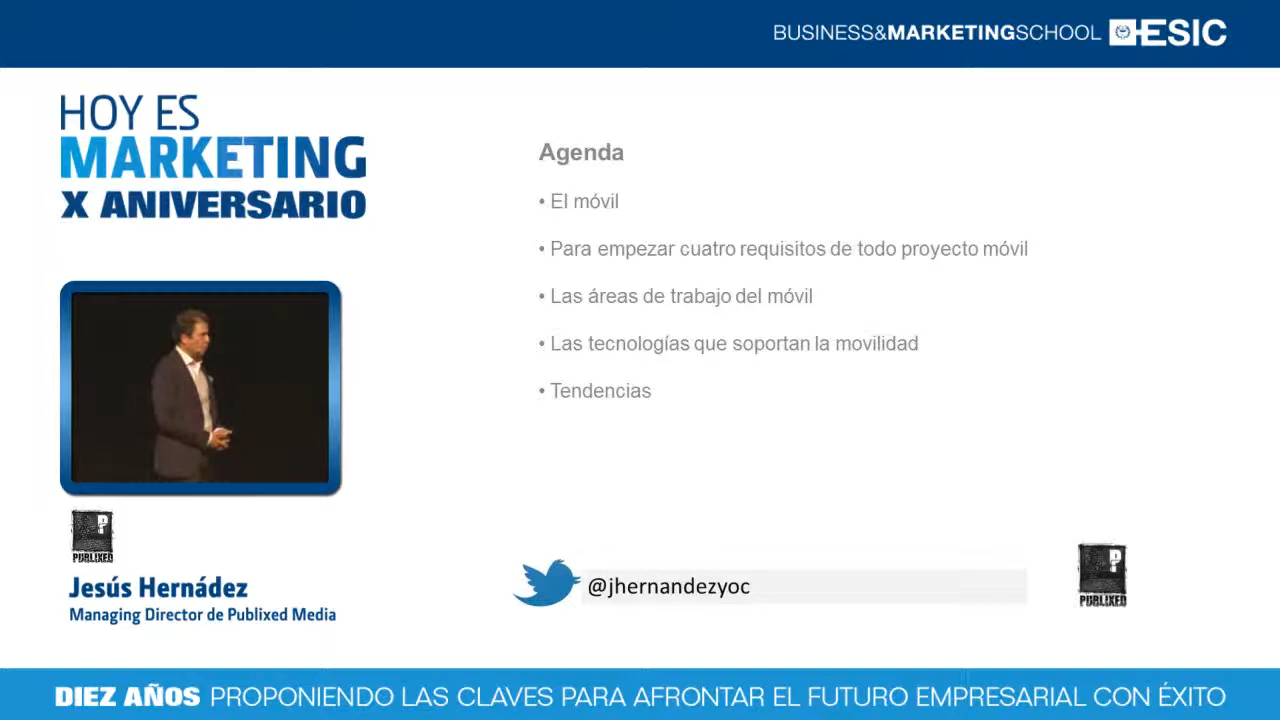 BUSINESS&MARKETINGSCHOOL ESIC
HOY ES
MARKETING
X ANIVERSARIO
Agenda
• El móvil
• Para empezar cuatro requisitos de todo proyecto móvil
• Las áreas de trabajo del móvil
• Las tecnologías que soportan la movilidad
• Tendencias
PUBLIXED
Jesús Hernádez
Managing Director de Publixed Media
@jhernandezyoc
PUBLIXED
DIEZ AÑOS PROPONIENDO LAS CLAVES PARA AFRONTAR EL FUTURO EMPRESARIAL CON ÉXITO